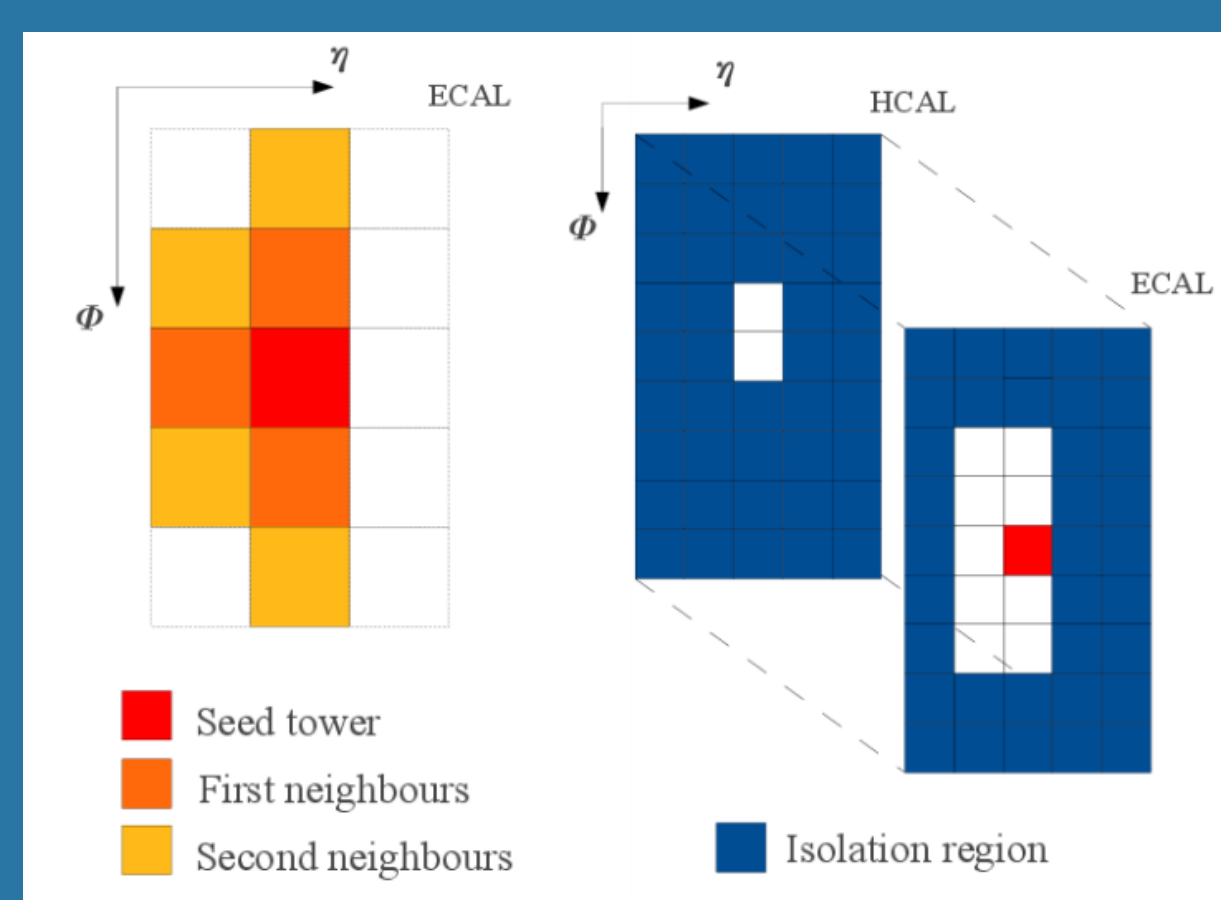 η
ECAL
Φ
η
HCAL
Φ
ECAL
Seed tower
First neighbours
Second neighbours
Isolation region